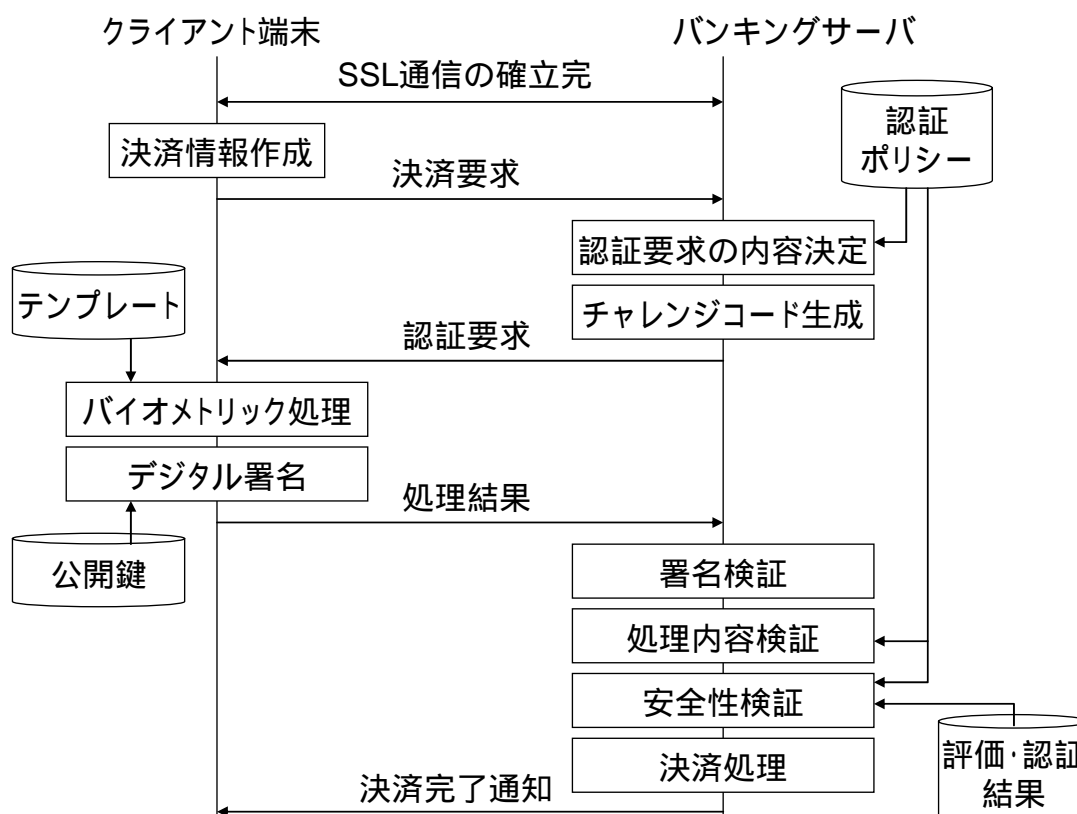 クライアント端末
バンキングサーバ
SSL通信の確立完
認証
ポリシー
決済情報作成
決済要求
認証要求の内容決定
テンプレート
チャレンジコード生成
認証要求
バイオメトリック処理
デジタル署名
処理結果
公開鍵
署名検証
処理内容検証
安全性検証
評価・認証
結果
決済処理
決済完了通知